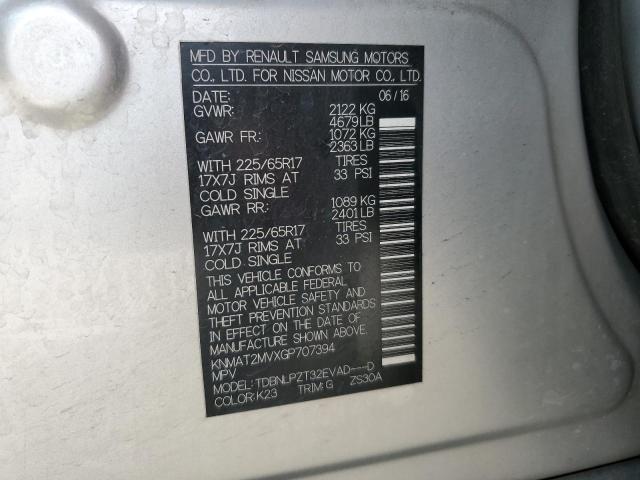 MFD BY RENAULT SAMSUNG MOTORS
CO., LTD. FOR NISSAN MOTOR CO., LTD.
DATE: 06/16
GVWR: 2122 KG
4679 LB
GAWR FR: 1072 KG
2363 LB
WITH 225/65R17 TIRES
17X7J RIMS AT 33 PSI
COLD SINGLE
GAWR RR: 1089 KG
2401 LB
WITH 225/65R17 TIRES
17X7J RIMS AT 33 PSI
COLD SINGLE
THIS VEHICLE CONFORMS TO
ALL APPLICABLE FEDERAL
MOTOR VEHICLE SAFETY AND
THEFT PREVENTION STANDARDS
IN EFFECT ON THE DATE OF
MANUFACTURE SHOWN ABOVE.
KNMAT2MVXGP707394
MPV
MODEL: TDBNLPZT32EVAD---D
COLOR: K23 TRIM: G ZS30A